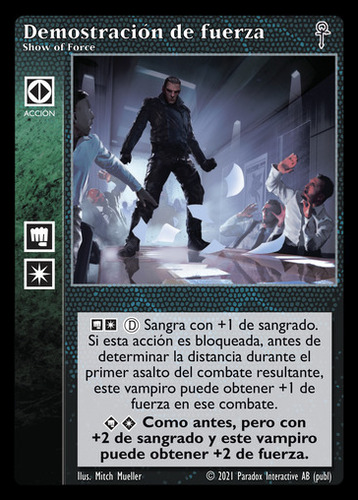 Demostración de fuerza
Show of Force
ACCIÓN
D Sangra con +1 de sangrado.
Si esta acción es bloqueada, antes de
determinar la distancia durante el
primer asalto del combate resultante,
este vampiro puede obtener +1 de
fuerza en ese combate.
Como antes, pero con
+2 de sangrado y este vampiro
puede obtener +2 de fuerza.
Ilus. Mitch Mueller © 2021 Paradox Interactive AB (publ)